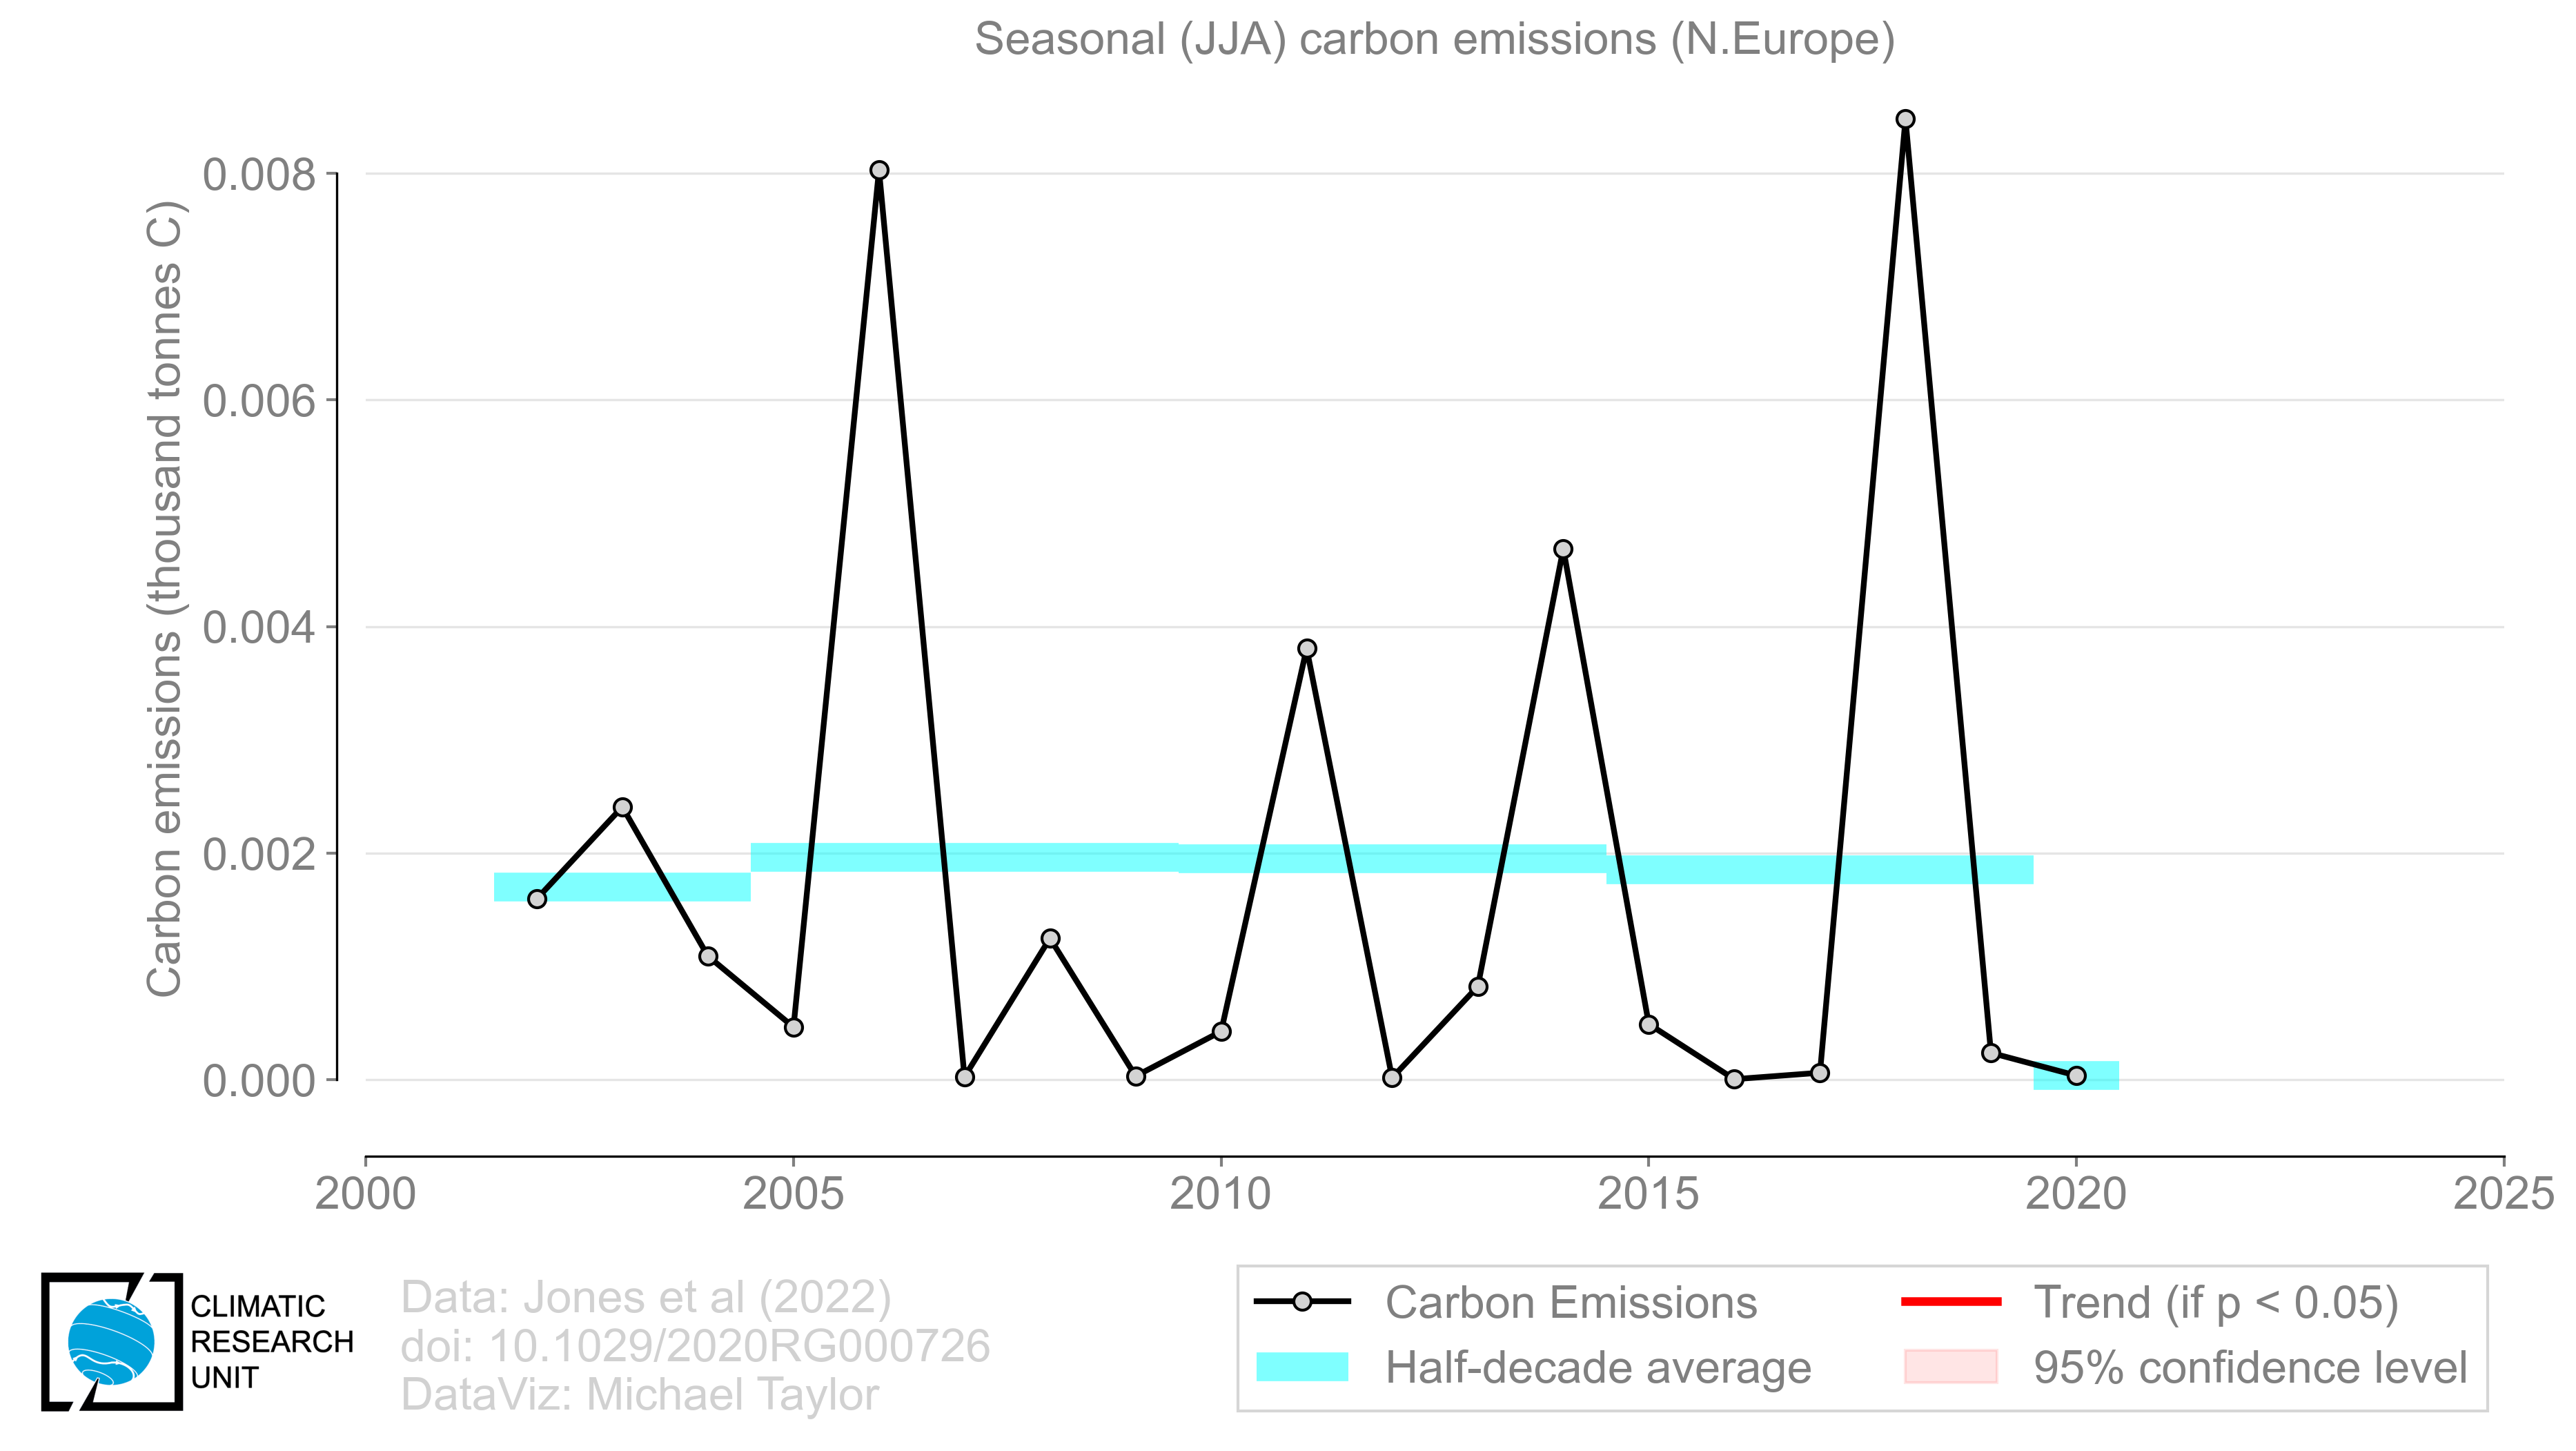 Seasonal (JJA) carbon emissions (N.Europe)
Carbon emissions (thousand tonnes C)
0.008
0.006
0.004
0.002
0.000
2000 2005 2010 2015 2020 2025
CLIMATIC
RESEARCH
UNIT
Data: Jones et al (2022)
doi: 10.1029/2020RG000726
DataViz: Michael Taylor
Carbon Emissions
Half-decade average
Trend (if p < 0.05)
95% confidence level